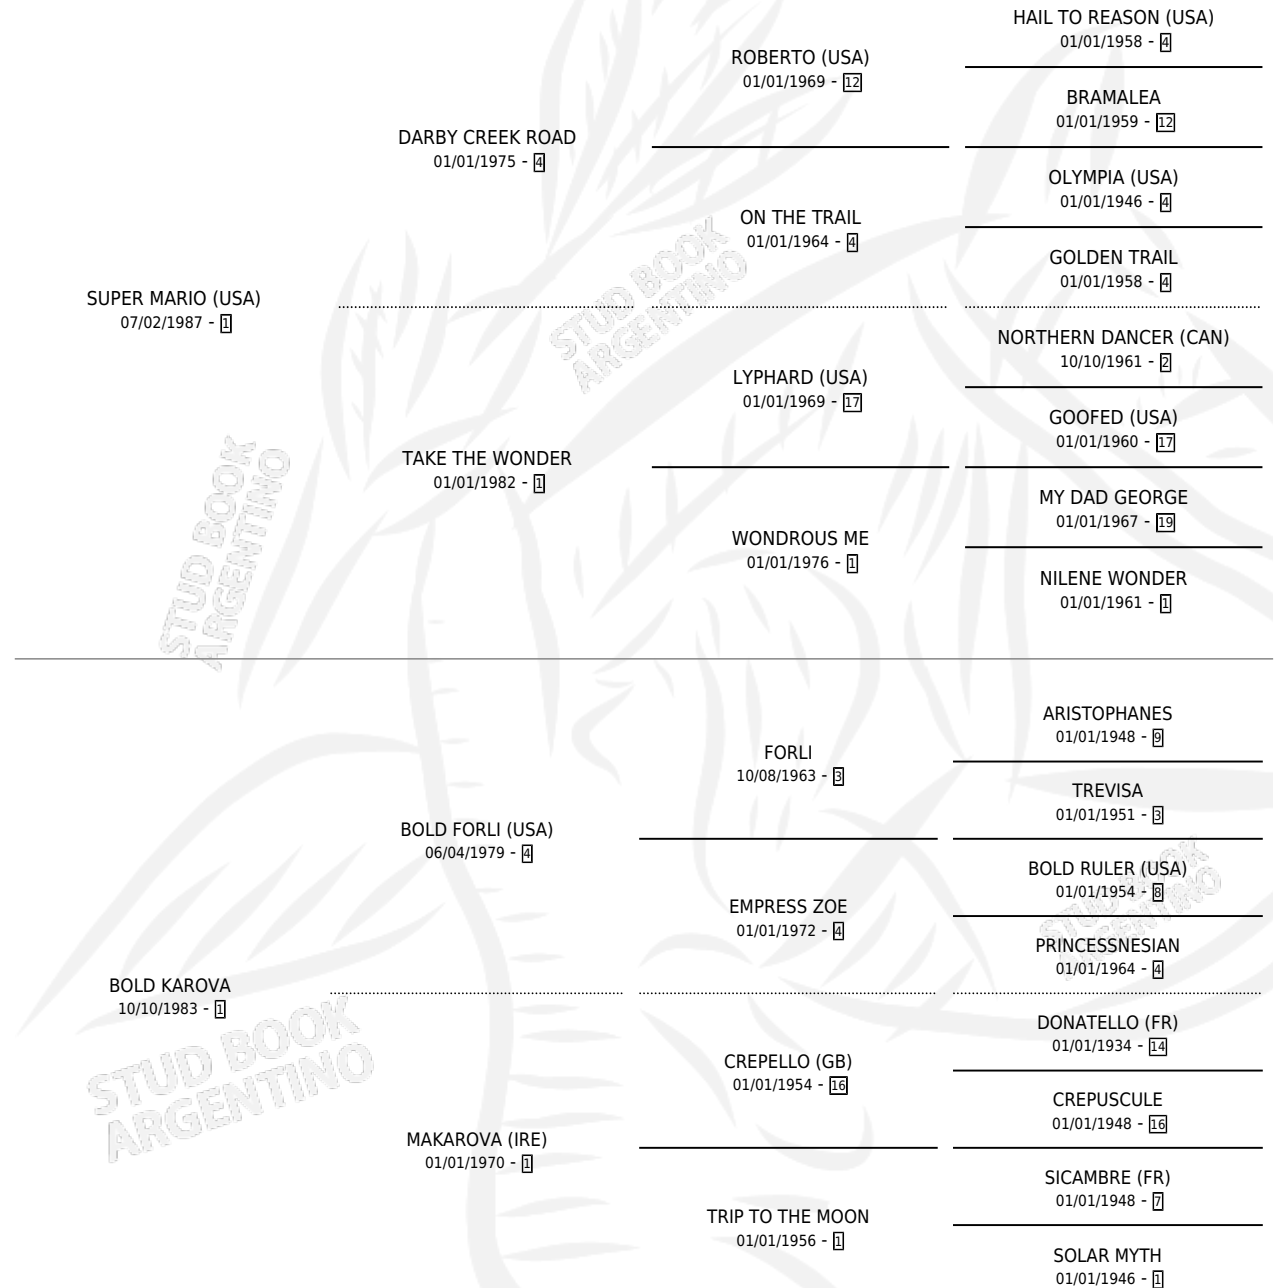 HAIL TO REASON (USA)
01/01/1958 - 4
ROBERTO (USA)
01/01/1969 - 12
BRAMALEA
01/01/1959 - 12
DARBY CREEK ROAD
01/01/1975 - 4
OLYMPIA (USA)
01/01/1946 - 4
ON THE TRAIL
01/01/1964 - 4
GOLDEN TRAIL
01/01/1958 - 4
SUPER MARIO (USA)
07/02/1987 - 1
NORTHERN DANCER (CAN)
10/10/1961 - 2
LYPHARD (USA)
01/01/1969 - 17
GOOFED (USA)
01/01/1960 - 17
TAKE THE WONDER
01/01/1982 - 1
MY DAD GEORGE
01/01/1967 - 19
WONDROUS ME
01/01/1976 - 1
NILENE WONDER
01/01/1961 - 1
ARISTOPHANES
01/01/1948 - 9
FORLI
10/08/1963 - 3
TREVISA
01/01/1951 - 3
BOLD FORLI (USA)
06/04/1979 - 4
BOLD RULER (USA)
01/01/1954 - 8
EMPRESS ZOE
01/01/1972 - 4
PRINCESSNESIAN
01/01/1964 - 4
BOLD KAROVA
10/10/1983 - 1
DONATELLO (FR)
01/01/1934 - 14
CREPELLO (GB)
01/01/1954 - 16
CREPUSCULE
01/01/1948 - 16
MAKAROVA (IRE)
01/01/1970 - 1
SICAMBRE (FR)
01/01/1948 - 7
TRIP TO THE MOON
01/01/1956 - 1
SOLAR MYTH
01/01/1946 - 1
STUD BOOK
ARGENTINO
STUD BOOK
ARGENTINO
STUD BOOK
ARGENTINO
STUD BOOK
ARGENTINO